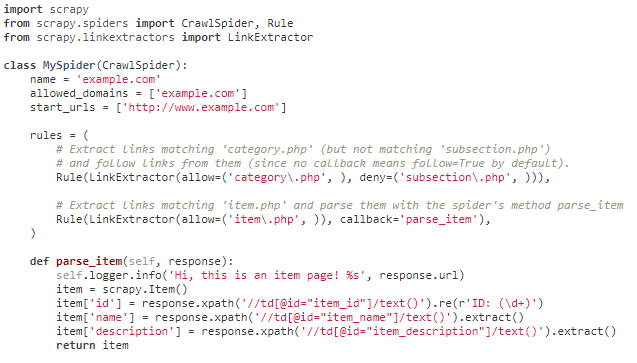 import scrapy
from scrapy.spiders import CrawlSpider, Rule
from scrapy.linkextractors import LinkExtractor

class MySpider(CrawlSpider):
    name = 'example.com'
    allowed_domains = ['example.com']
    start_urls = ['http://www.example.com']

    rules = (
        # Extract links matching 'category.php' (but not matching 'subsection.php')
        # and follow links from them (since no callback means follow=True by default).
        Rule(LinkExtractor(allow=('category\.php', ), deny=('subsection\.php', ))),

        # Extract links matching 'item.php' and parse them with the spider's method parse_item
        Rule(LinkExtractor(allow=('item\.php', )), callback='parse_item'),
    )

    def parse_item(self, response):
        self.logger.info('Hi, this is an item page! %s', response.url)
        item = scrapy.Item()
        item['id'] = response.xpath('//td[@id="item_id"]/text()').re(r'ID: (\d+)')
        item['name'] = response.xpath('//td[@id="item_name"]/text()').extract()
        item['description'] = response.xpath('//td[@id="item_description"]/text()').extract()
        return item